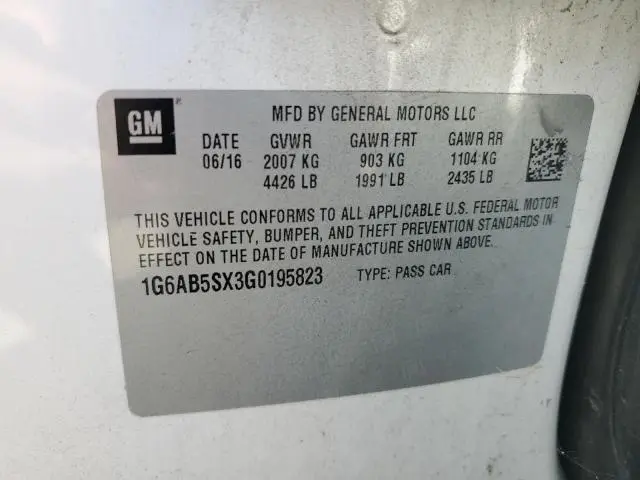 GM
MFD BY GENERAL MOTORS LLC
DATE GVWR GAWR FRT GAWR RR
06/16 2007 KG 903 KG 1104 KG
4426 LB 1991 LB 2435 LB
THIS VEHICLE CONFORMS TO ALL APPLICABLE U.S. FEDERAL MOTOR
VEHICLE SAFETY, BUMPER, AND THEFT PREVENTION STANDARDS IN
EFFECT ON THE DATE OF MANUFACTURE SHOWN ABOVE.
1G6AB5SX3G0195823 TYPE: PASS CAR